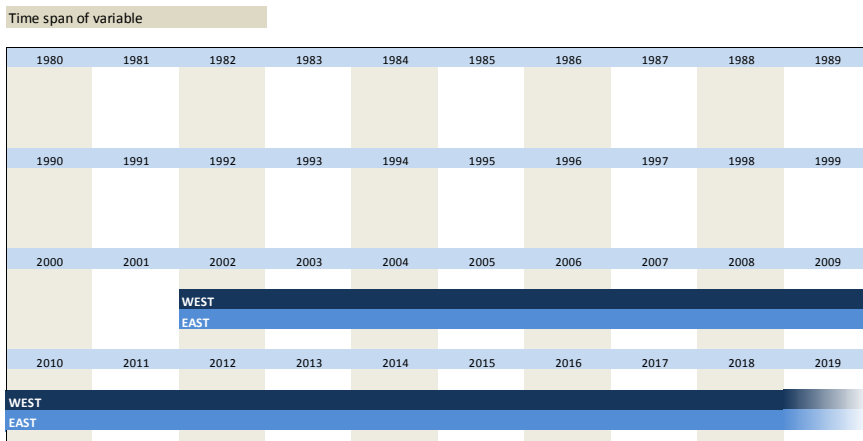 Time span of variable
1980 1981 1982 1983 1984 1985 1986 1987 1988 1989
1990 1991 1992 1993 1994 1995 1996 1997 1998 1999
2000 2001 2002 2003 2004 2005 2006 2007 2008 2009
WEST
EAST
2010 2011 2012 2013 2014 2015 2016 2017 2018 2019
WEST
EAST